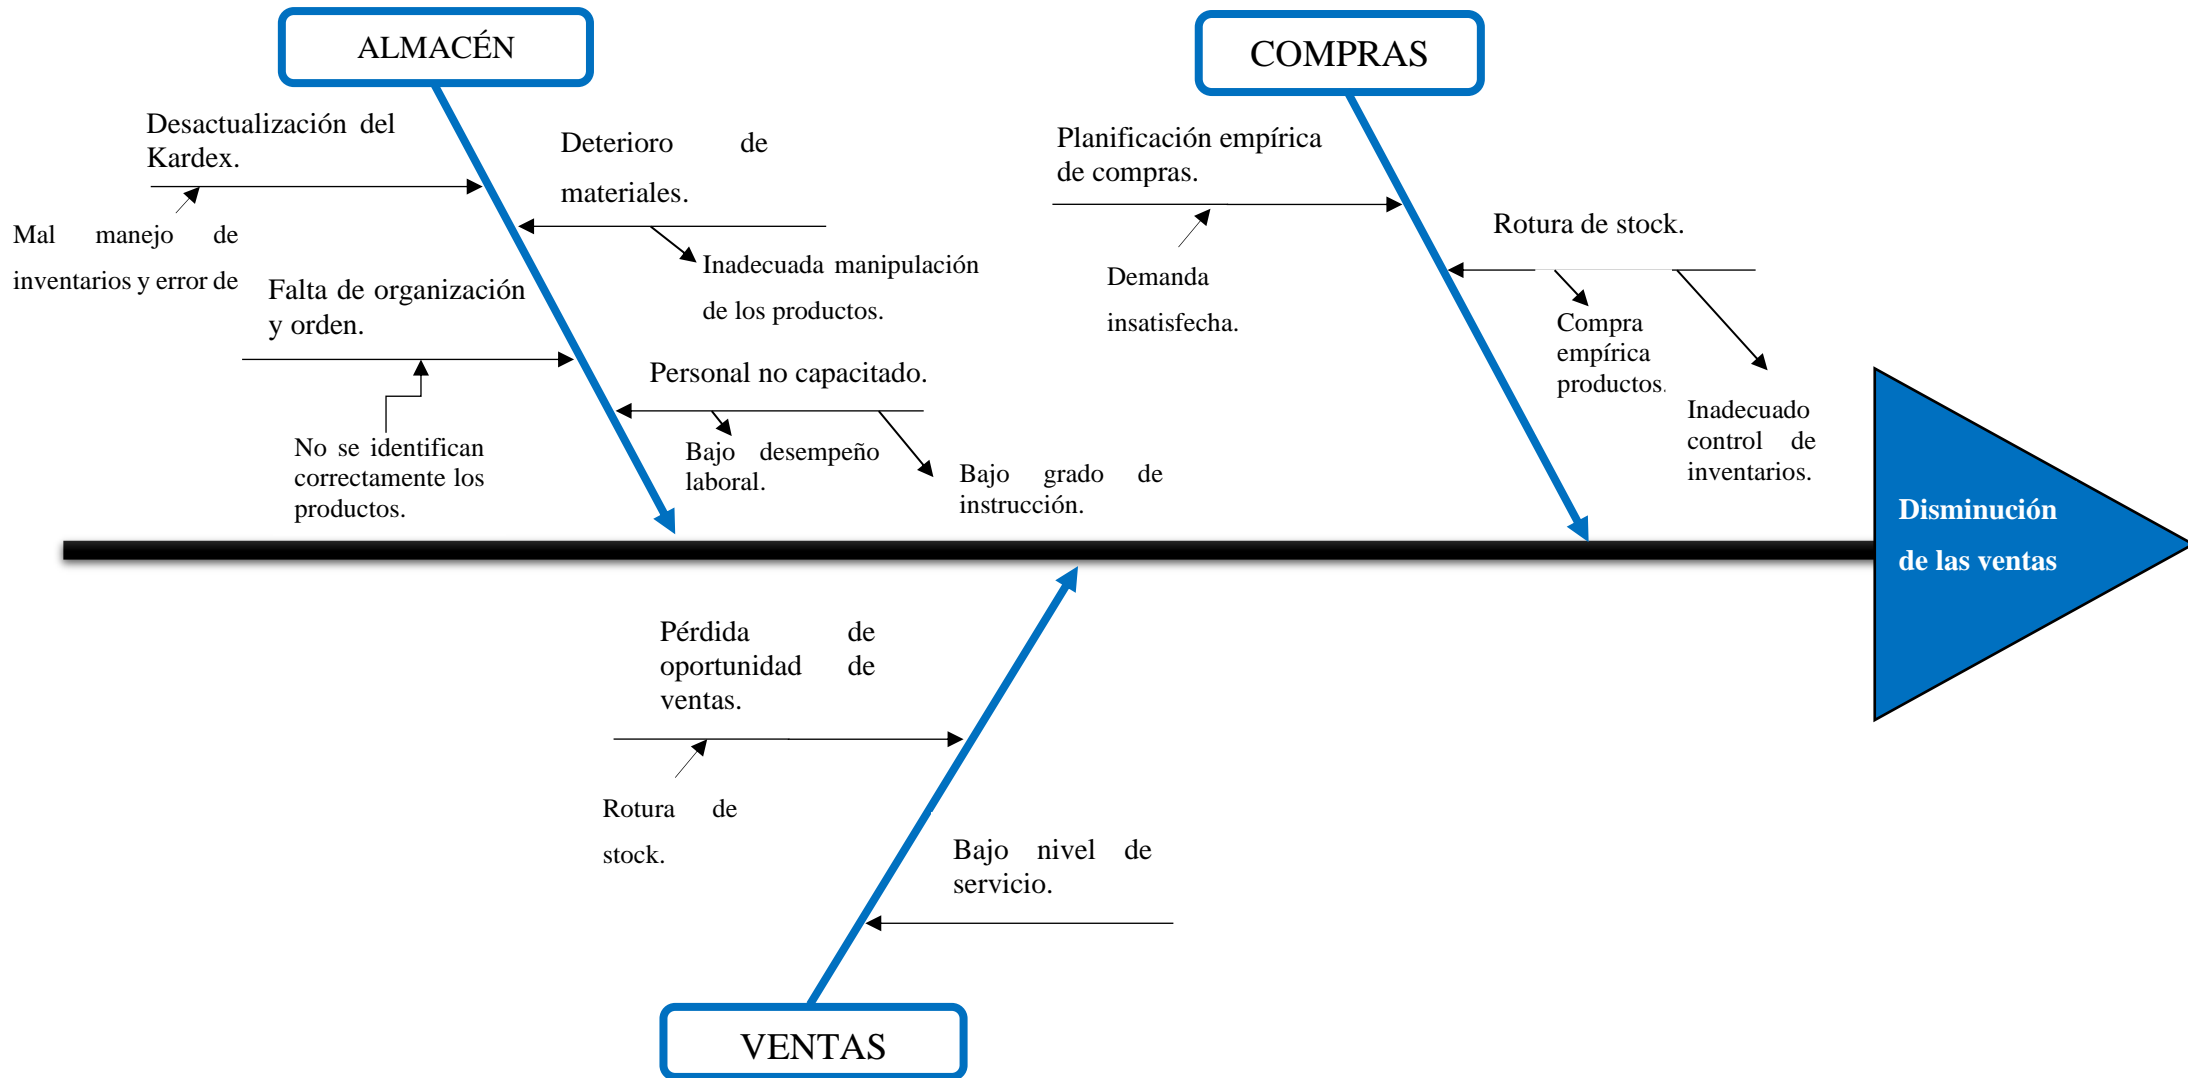 ALMACÉN
COMPRAS
Desactualización del
Kardex.
Deterioro de
materiales.
Mal manejo de
inventarios y error de
Inadecuada manipulación
de los productos.
Falta de organización
y orden.
Personal no capacitado.
No se identifican
correctamente los
productos.
Bajo desempeño
laboral.
Bajo grado de
instrucción.
Planificación empírica
de compras.
Demanda
insatisfecha.
Rotura de stock.
Compra
empírica
productos.
Inadecuado
control de
inventarios.
Disminución
de las ventas
Pérdida de
oportunidad de
ventas.
Rotura de
stock.
Bajo nivel de
servicio.
VENTAS